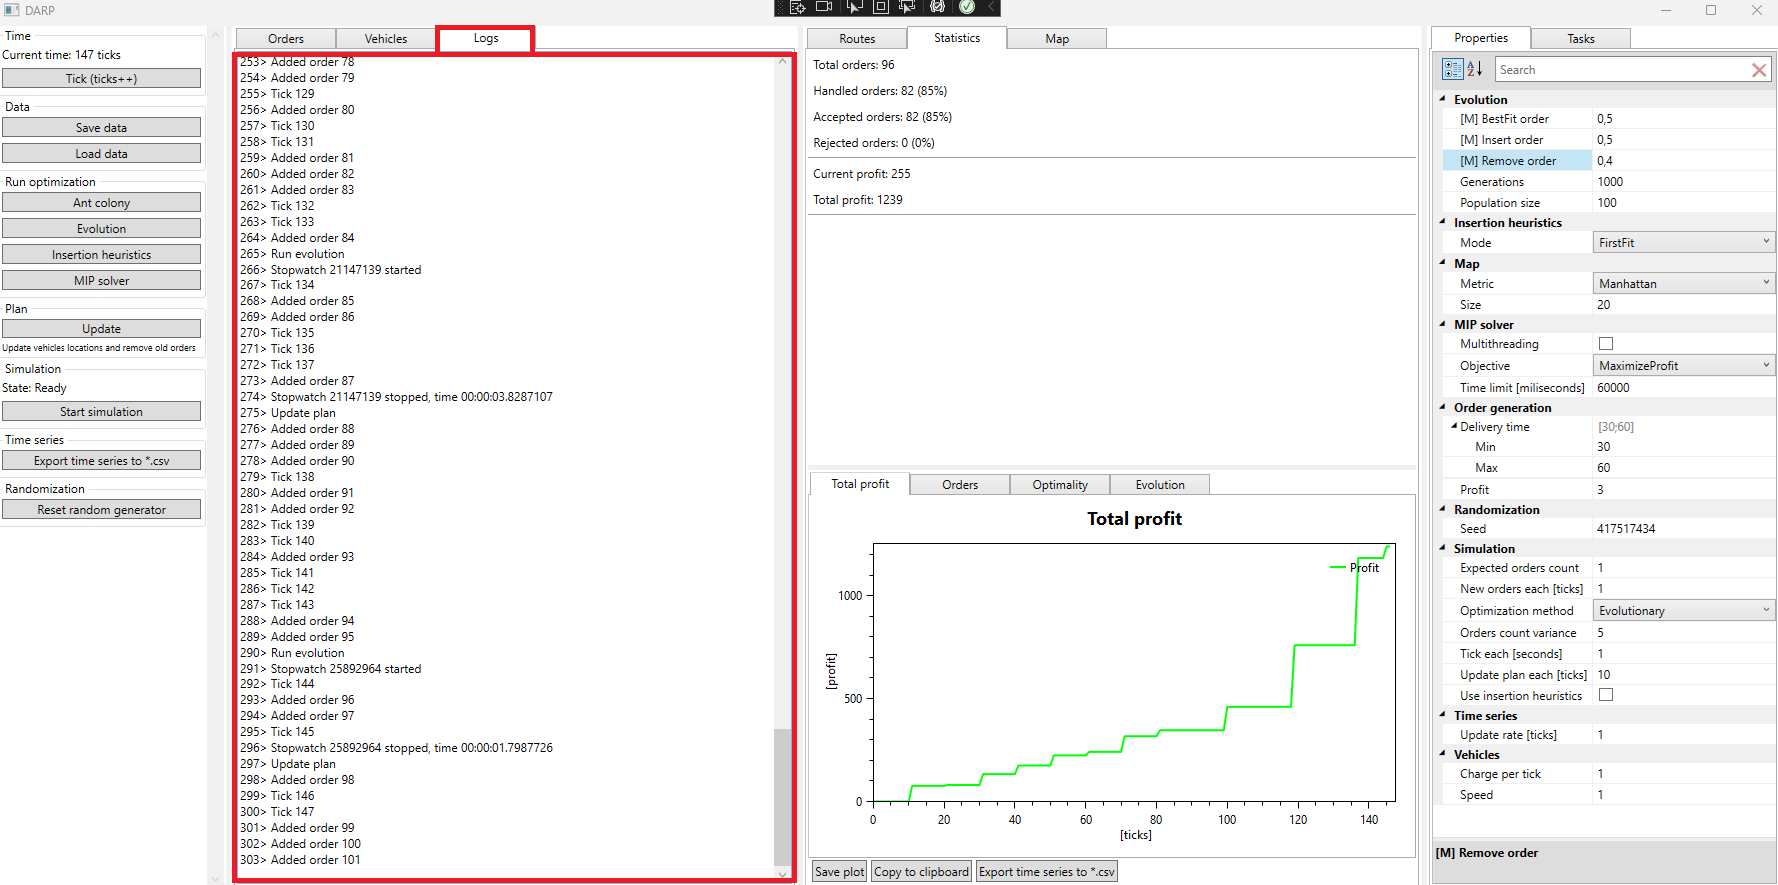 DARP
Time
Current time: 147 ticks
Tick (ticks++)
Data
Save data
Load data
Run optimization
Ant colony
Evolution
Insertion heuristics
MIP solver
Plan
Update
Update vehicles locations and remove old orders
Simulation
State: Ready
Start simulation
Time series
Export time series to *.csv
Randomization
Reset random generator
Orders
Vehicles
Logs
253> Added order 78
254> Added order 79
255> Tick 129
256> Added order 80
257> Tick 130
258> Tick 131
259> Added order 81
260> Added order 82
261> Added order 83
262> Tick 132
263> Tick 133
264> Added order 84
265> Run evolution
266> Stopwatch 21147139 started
267> Tick 134
268> Added order 85
269> Added order 86
270> Tick 135
271> Tick 136
272> Tick 137
273> Added order 87
274> Stopwatch 21147139 stopped, time 00:00:03.8287107
275> Update plan
276> Added order 88
277> Added order 89
278> Added order 90
279> Tick 138
280> Added order 91
281> Added order 92
282> Tick 139
283> Tick 140
284> Added order 93
285> Tick 141
286> Tick 142
287> Tick 143
288> Added order 94
289> Added order 95
290> Run evolution
291> Stopwatch 25892964 started
292> Tick 144
293> Added order 96
294> Added order 97
295> Tick 145
296> Stopwatch 25892964 stopped, time 00:00:01.7987726
297> Update plan
298> Added order 98
299> Tick 146
300> Tick 147
301> Added order 99
302> Added order 100
303> Added order 101
Routes
Statistics
Map
Total orders: 96
Handled orders: 82 (85%)
Accepted orders: 82 (85%)
Rejected orders: 0 (0%)
Current profit: 255
Total profit: 1239
Total profit
Orders
Optimality
Evolution
Total profit
Profit
1000
500
0
[profit]
0 20 40 60 80 100 120 140
[ticks]
Save plot
Copy to clipboard
Export time series to *.csv
Properties
Tasks
Search
Evolution
[M] BestFit order 0,5
[M] Insert order 0,5
[M] Remove order 0,4
Generations 1000
Population size 100
Insertion heuristics
Mode FirstFit
Map
Metric Manhattan
Size 20
MIP solver
Multithreading
Objective MaximizeProfit
Time limit [miliseconds] 60000
Order generation
Delivery time [30;60]
Min 30
Max 60
Profit 3
Randomization
Seed 417517434
Simulation
Expected orders count 1
New orders each [ticks] 1
Optimization method Evolutionary
Orders count variance 5
Tick each [seconds] 1
Update plan each [ticks] 10
Use insertion heuristics
Time series
Update rate [ticks] 1
Vehicles
Charge per tick 1
Speed 1
[M] Remove order